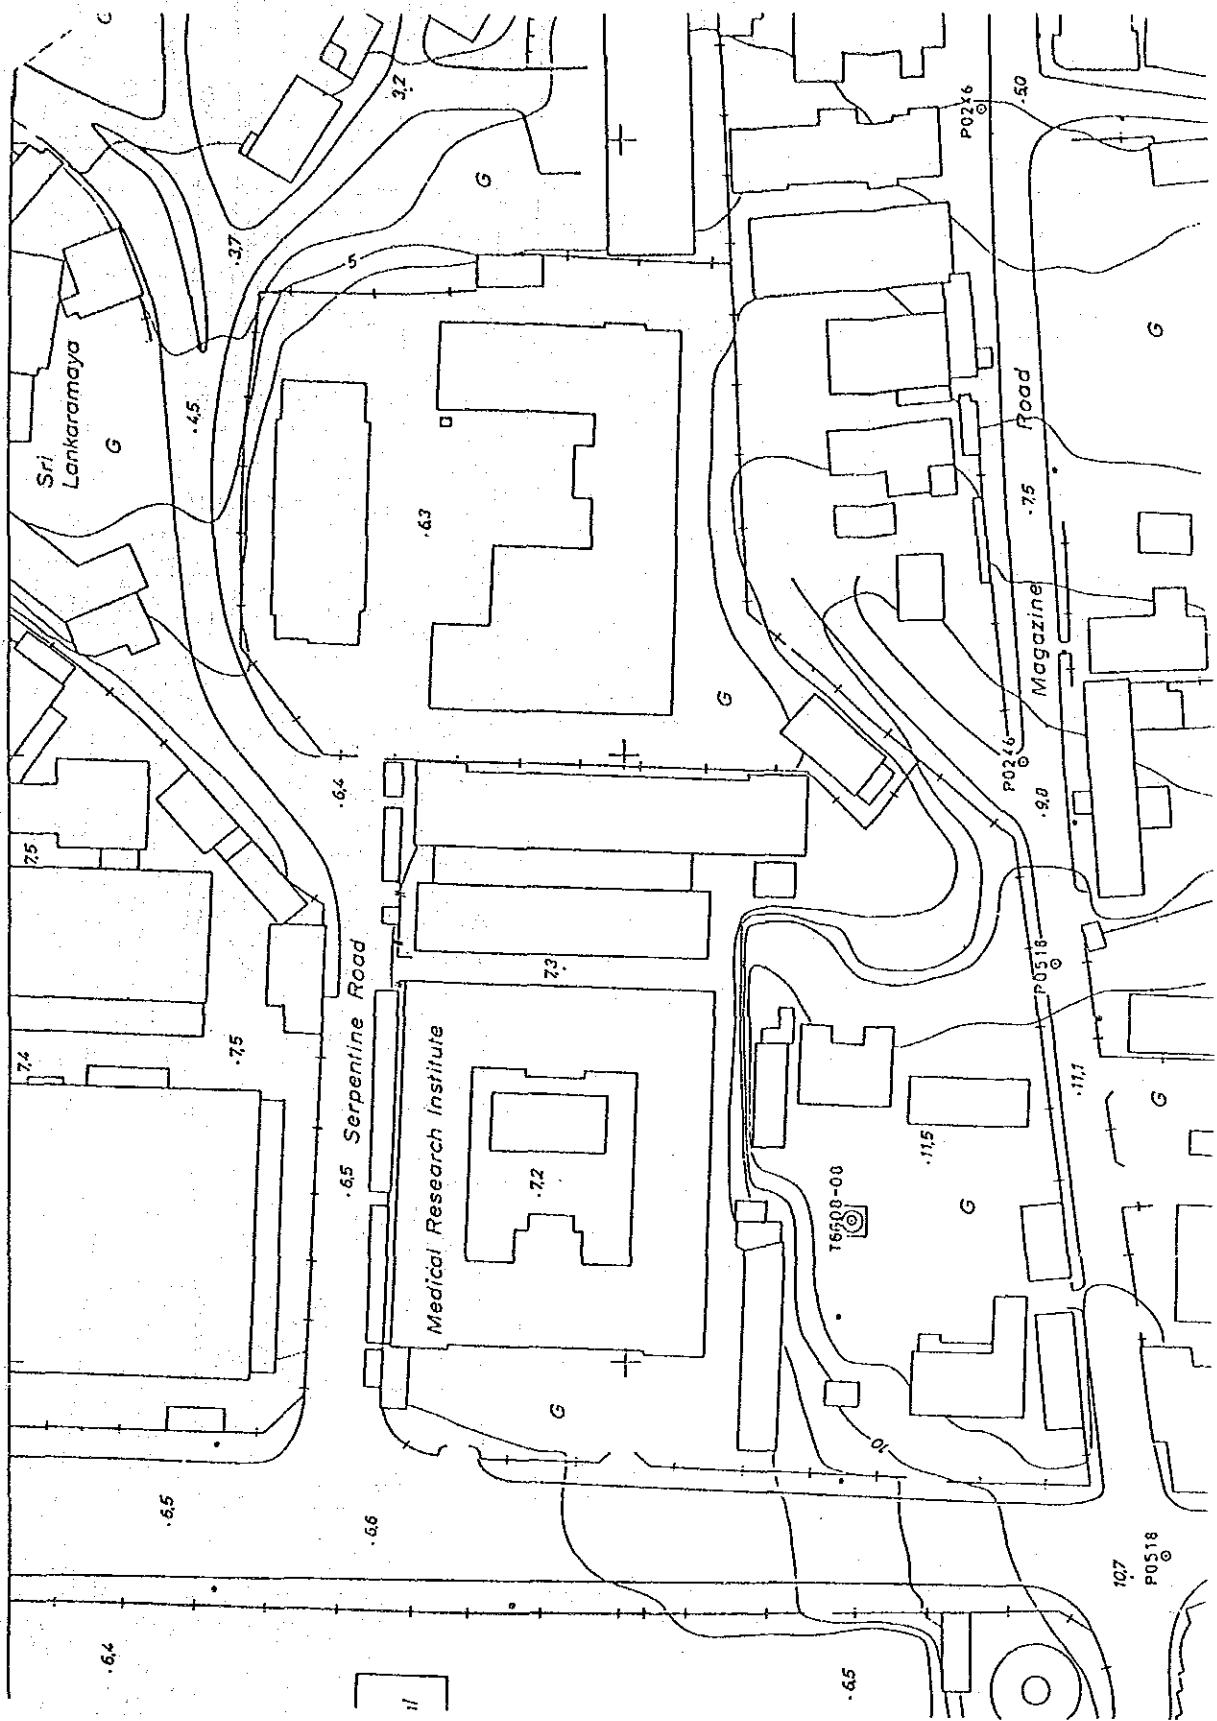 G
3,2
3,7
Sri
Lankaramaya
G
4,5
5
G
P0246
5,0
G
6,3
Road
7,5
Magazine
G
6,4
P0246
9,0
7,5
7,4
7,5
Serpentine Road
7,3
P0518
11,1
G
6,5
Medical Research Institute
7,2
11,5
G
G
10
6,5
6,6
10,7
P0518
6,4
6,5